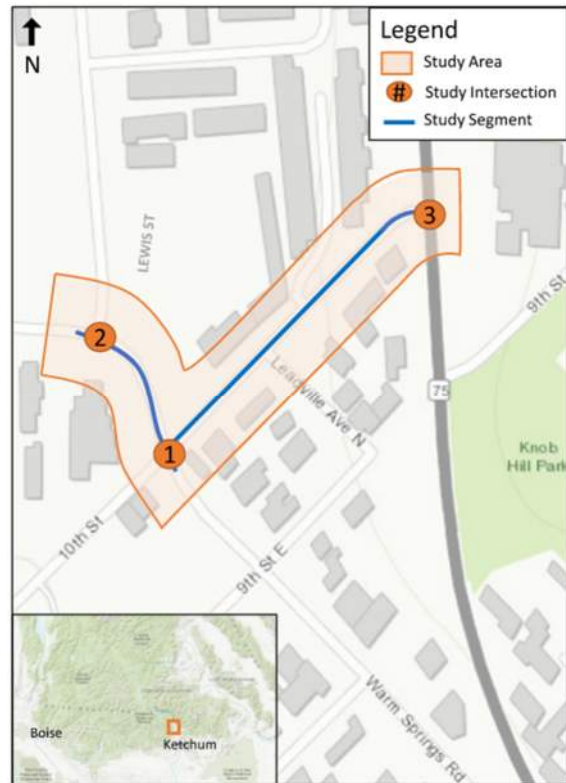 N
Legend
Study Area
# Study Intersection
Study Segment
3
LEWIS ST
2
9th St
Leadville Ave N
75
1
Knob
Hill Park
10th St
9th St E
Warm Springs Rd
Boise
Ketchum